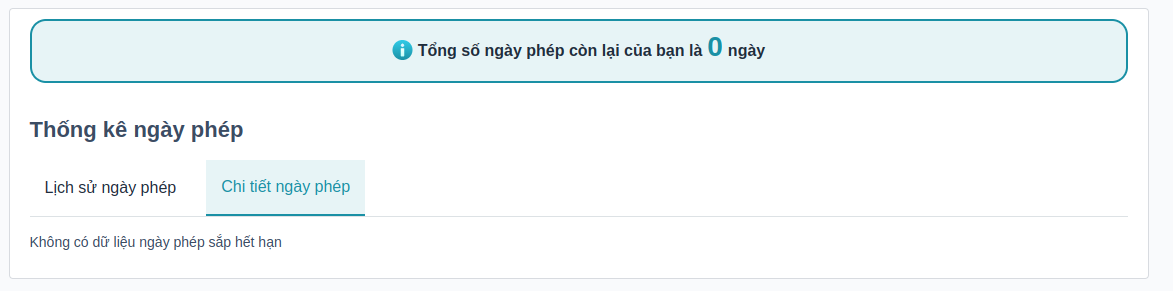 Tổng số ngày phép còn lại của bạn là 0 ngày
Thống kê ngày phép
Lịch sử ngày phép
Chi tiết ngày phép
Không có dữ liệu ngày phép sắp hết hạn